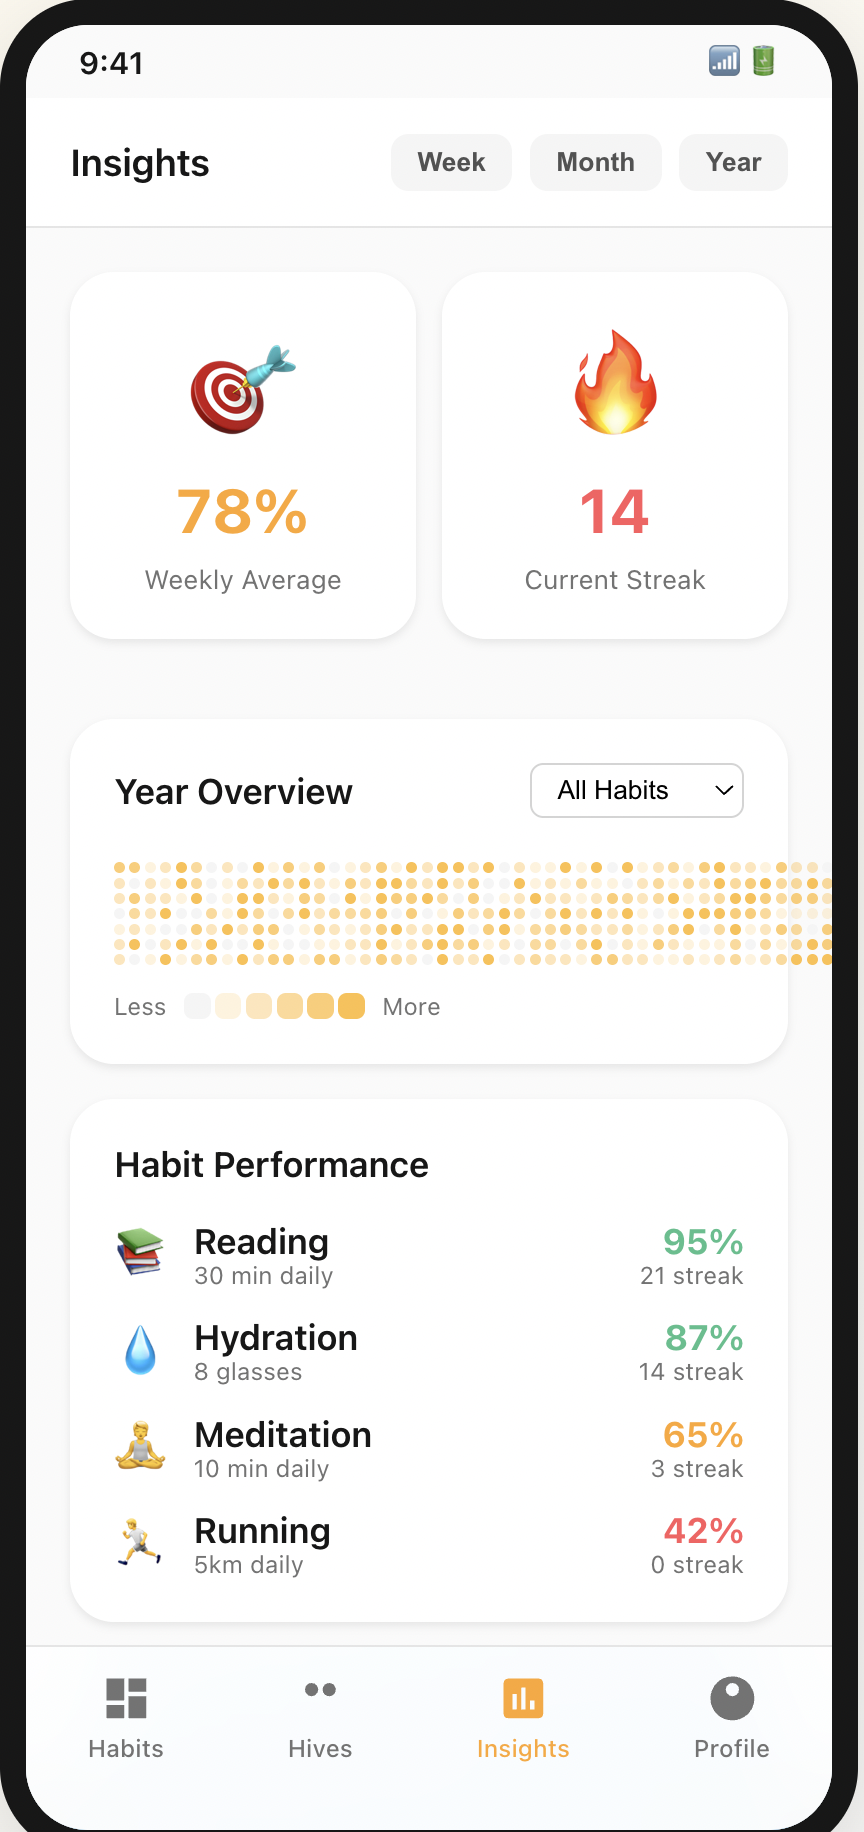 9:41
Insights
Week
Month
Year
78%
Weekly Average
14
Current Streak
Year Overview
All Habits
Less
More
Habit Performance
Reading
95%
30 min daily
21 streak
Hydration
87%
8 glasses
14 streak
Meditation
65%
10 min daily
3 streak
Running
42%
5km daily
0 streak
Habits
Hives
Insights
Profile